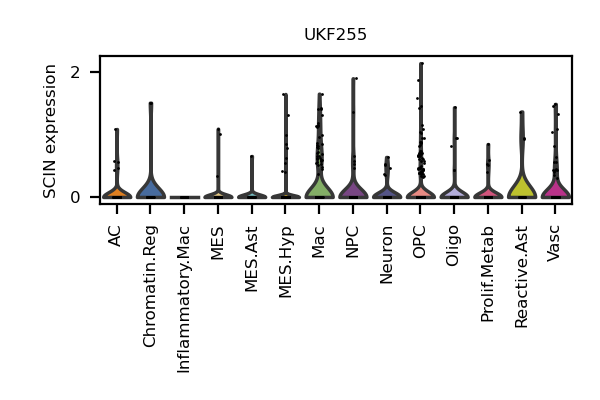 UKF255
SCIN expression
2
0
AC
Chromatin.Reg
Inflammatory.Mac
MES
MES.Ast
MES.Hyp
Mac
NPC
Neuron
OPC
Oligo
Prolif.Metab
Reactive.Ast
Vasc